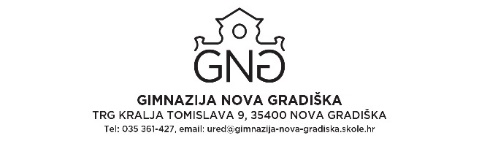 GNG
GIMNAZIJA NOVA GRADIŠKA
TRG KRALJA TOMISLAVA 9, 35400 NOVA GRADIŠKA
Tel: 035 361-427, email: ured@gimnazija-nova-gradiska.skole.hr